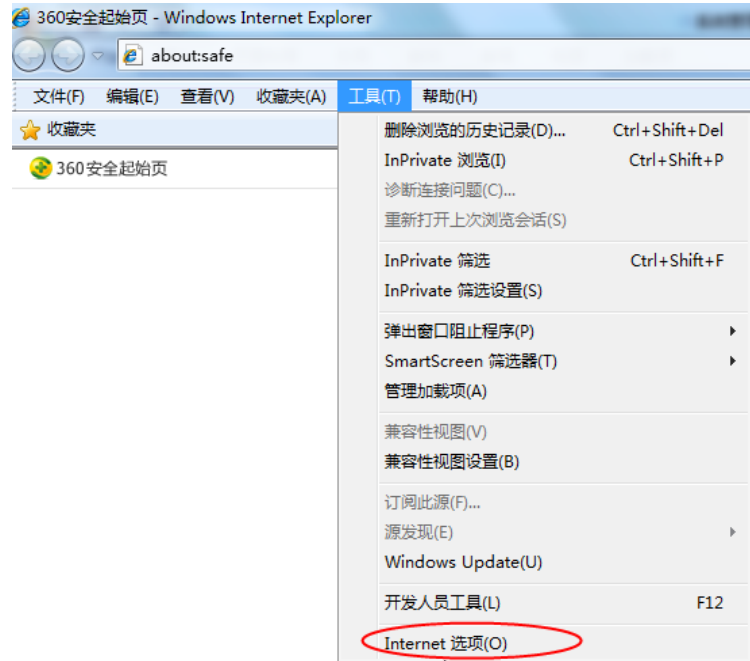 360安全起始页 - Windows Internet Explorer
about:safe
文件(F) 编辑(E) 查看(V) 收藏夹(A) 工具(T) 帮助(H)
收藏夹
360安全起始页
删除浏览的历史记录(D)... Ctrl+Shift+Del
InPrivate 浏览(I) Ctrl+Shift+P
诊断连接问题(C)...
重新打开上次浏览会话(S)
InPrivate 筛选 Ctrl+Shift+F
InPrivate 筛选设置(S)
弹出窗口阻止程序(P)
SmartScreen 筛选器(T)
管理加载项(A)
兼容性视图(V)
兼容性视图设置(B)
订阅此源(F)...
源发现(E)
Windows Update(U)
开发人员工具(L) F12
Internet 选项(O)